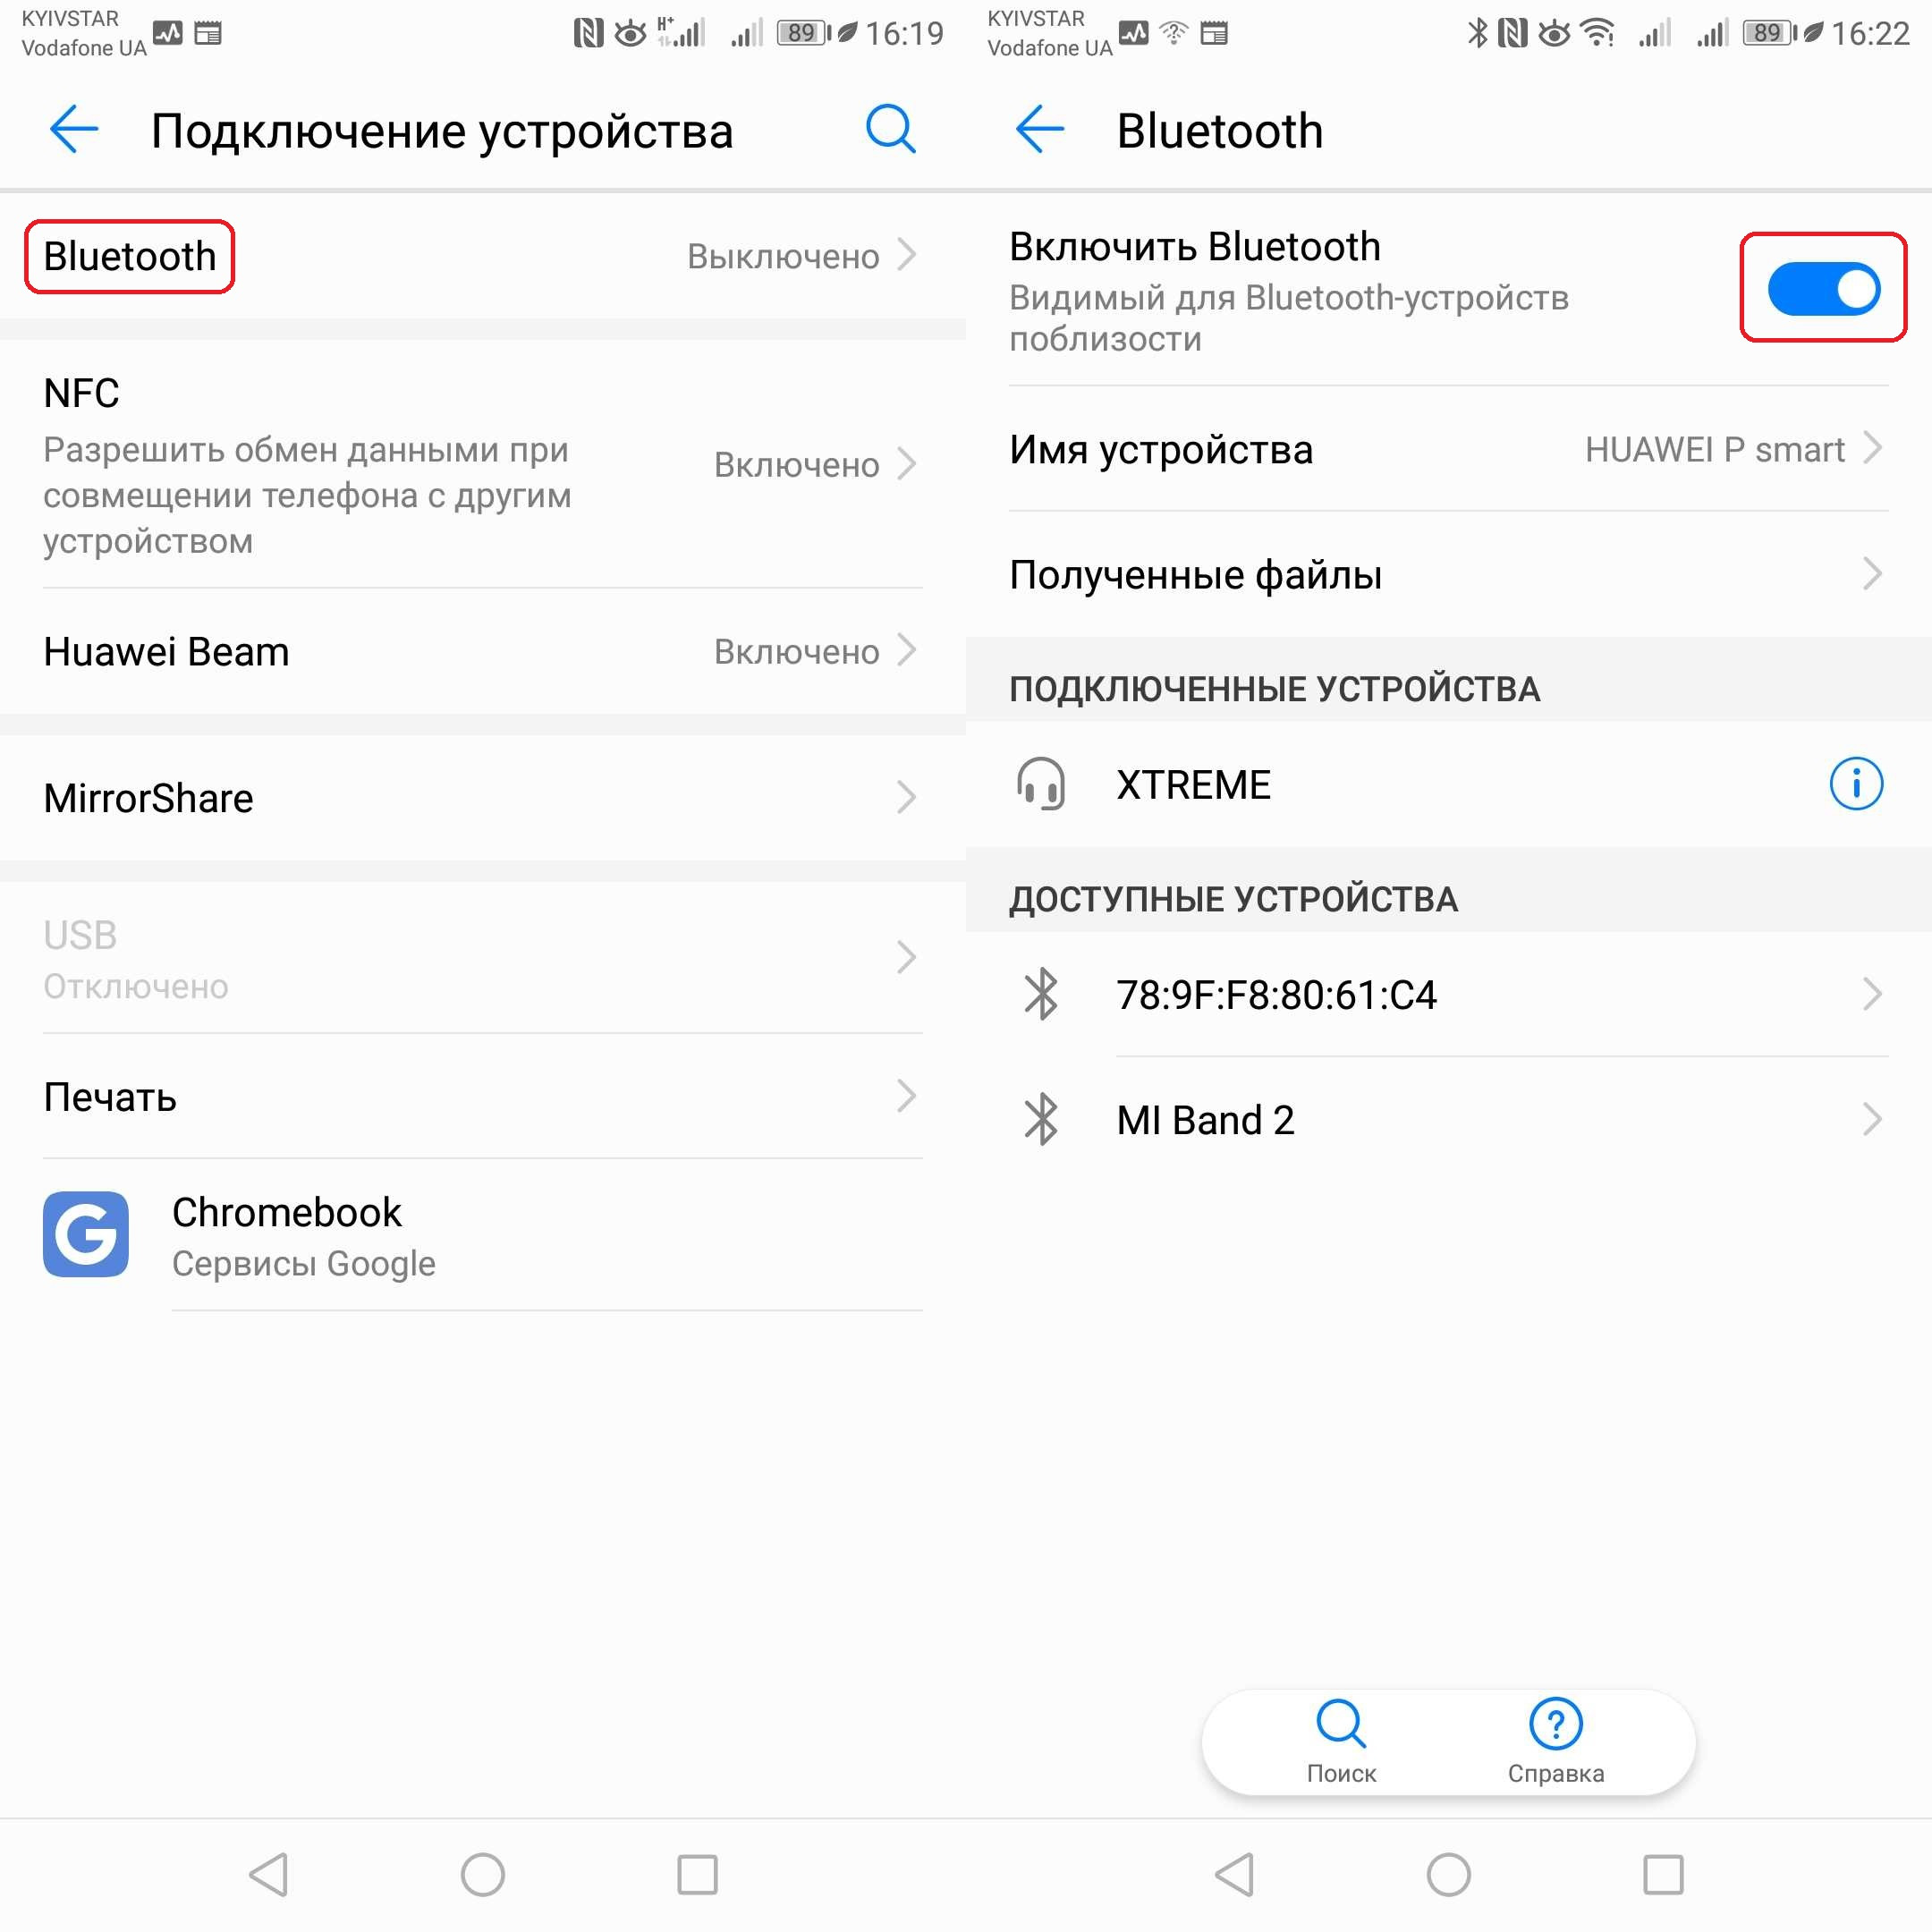 KYIVSTAR
Vodafone UA
H+
89
16:19
Подключение устройства
Bluetooth
Выключено
NFC
Разрешить обмен данными при
совмещении телефона с другим
устройством
Включено
Huawei Beam
Включено
MirrorShare
USB
Отключено
Печать
G
Chromebook
Сервисы Google
KYIVSTAR
Vodafone UA
89
16:22
Bluetooth
Включить Bluetooth
Видимый для Bluetooth-устройств
поблизости
Имя устройства
HUAWEI P smart
Полученные файлы
ПОДКЛЮЧЕННЫЕ УСТРОЙСТВА
XTREME
ДОСТУПНЫЕ УСТРОЙСТВА
78:9F:F8:80:61:C4
MI Band 2
Поиск
Справка